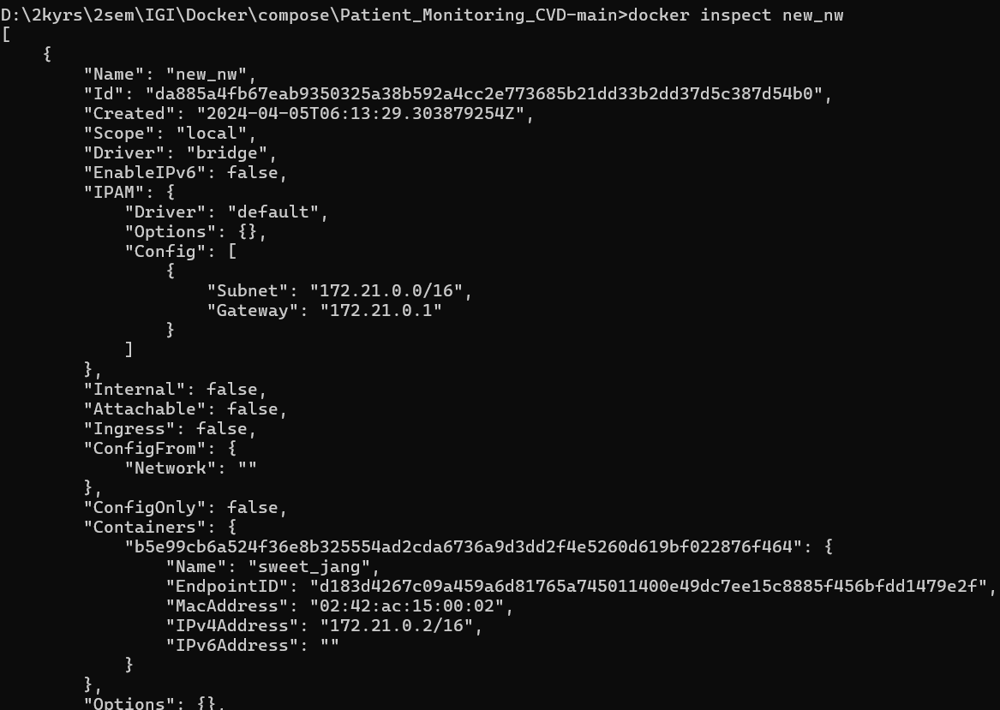 D:\2kyrs\2sem\IGI\Docker\compose\Patient_Monitoring_CVD-main>docker inspect new_nw
[
    {
        "Name": "new_nw",
        "Id": "da885a4fb67eab9350325a38b592a4cc2e773685b21dd33b2dd37d5c387d54b0",
        "Created": "2024-04-05T06:13:29.303879254Z",
        "Scope": "local",
        "Driver": "bridge",
        "EnableIPv6": false,
        "IPAM": {
            "Driver": "default",
            "Options": {},
            "Config": [
                {
                    "Subnet": "172.21.0.0/16",
                    "Gateway": "172.21.0.1"
                }
            ]
        },
        "Internal": false,
        "Attachable": false,
        "Ingress": false,
        "ConfigFrom": {
            "Network": ""
        },
        "ConfigOnly": false,
        "Containers": {
            "b5e99cb6a524f36e8b325554ad2cda6736a9d3dd2f4e5260d619bf022876f464": {
                "Name": "sweet_jang",
                "EndpointID": "d183d4267c09a459a6d81765a745011400e49dc7ee15c8885f456bfdd1479e2f",
                "MacAddress": "02:42:ac:15:00:02",
                "IPv4Address": "172.21.0.2/16",
                "IPv6Address": ""
            }
        },
        "Options": {},